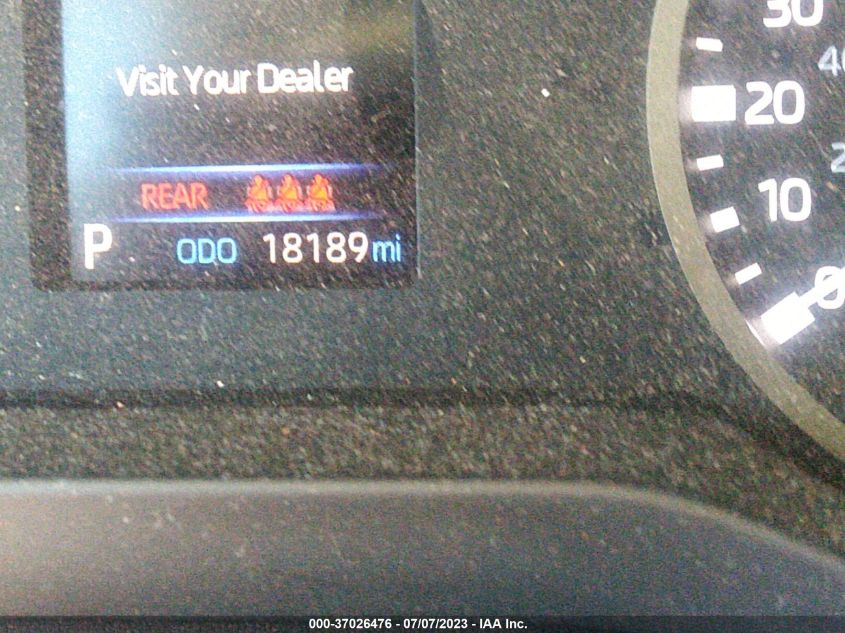 Visit Your Dealer
REAR
P ODO 18189 mi
30
20
10
0
000-37026476 - 07/07/2023 - IAA Inc.